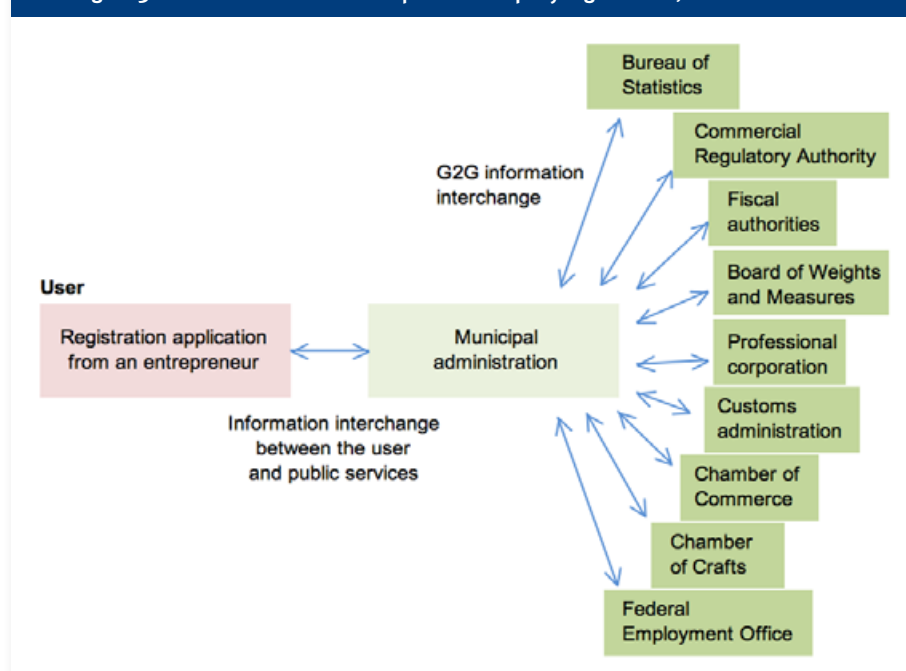 Bureau of
Statistics
Commercial
Regulatory Authority
G2G information
interchange
Fiscal
authorities
Board of Weights
and Measures
User
Registration application
from an entrepreneur
Municipal
administration
Professional
corporation
Information interchange
between the user
and public services
Customs
administration
Chamber of
Commerce
Chamber
of Crafts
Federal
Employment Office